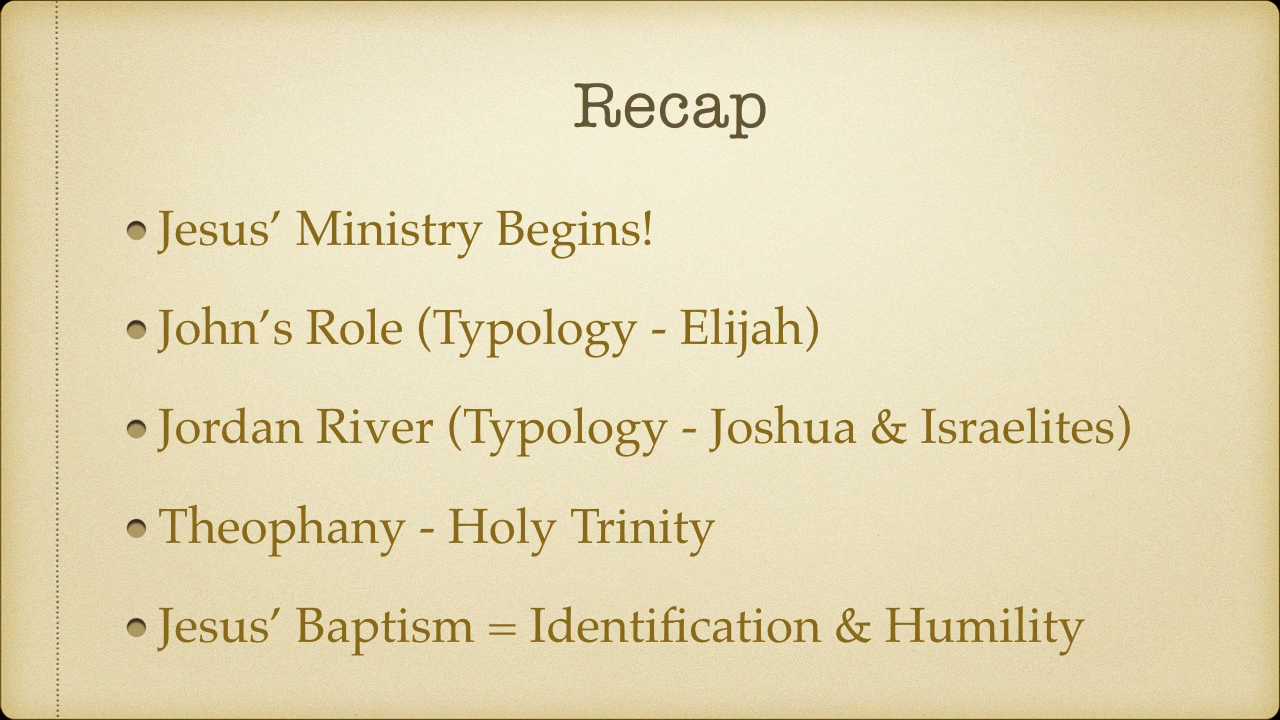 Recap
• Jesus’ Ministry Begins!
• John’s Role (Typology - Elijah)
• Jordan River (Typology - Joshua & Israelites)
• Theophany - Holy Trinity
• Jesus’ Baptism = Identification & Humility